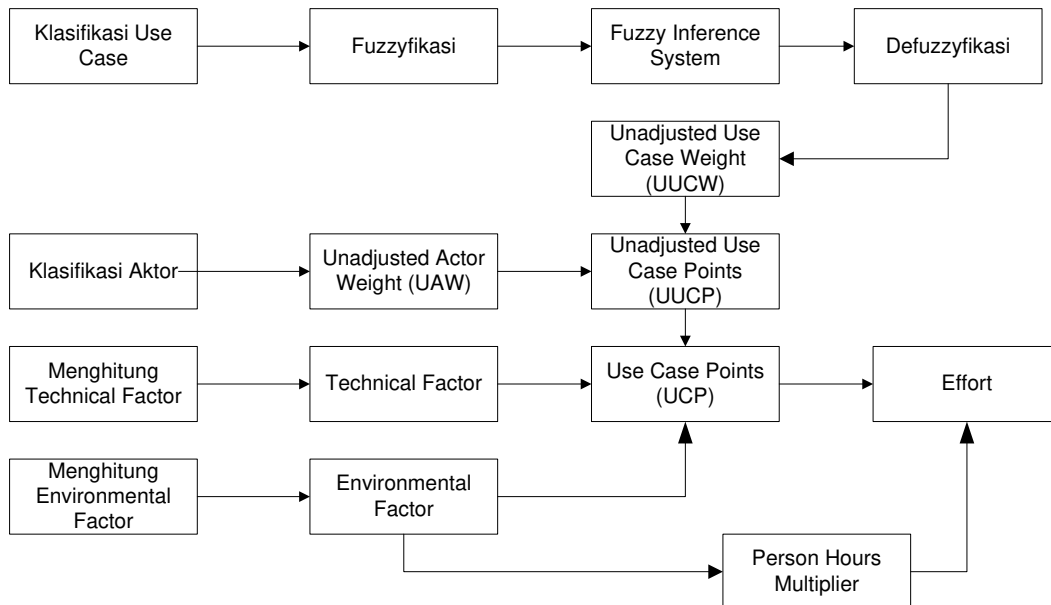 Klasifikasi Use
Case
Fuzzyfikasi
Fuzzy Inference
System
Defuzzyfikasi
Unadjusted Use
Case Weight
(UUCW)
Klasifikasi Aktor
Unadjusted Actor
Weight (UAW)
Unadjusted Use
Case Points
(UUCP)
Menghitung
Technical Factor
Technical Factor
Use Case Points
(UCP)
Effort
Menghitung
Environmental
Factor
Environmental
Factor
Person Hours
Multiplier